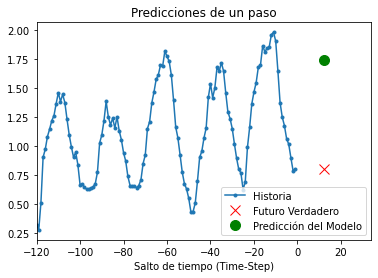 Predicciones de un paso
2.00
1.75
1.50
1.25
1.00
0.75
0.50
0.25
Historia
Futuro Verdadero
Predicción del Modelo
−120 −100 −80 −60 −40 −20 0 20
Salto de tiempo (Time-Step)